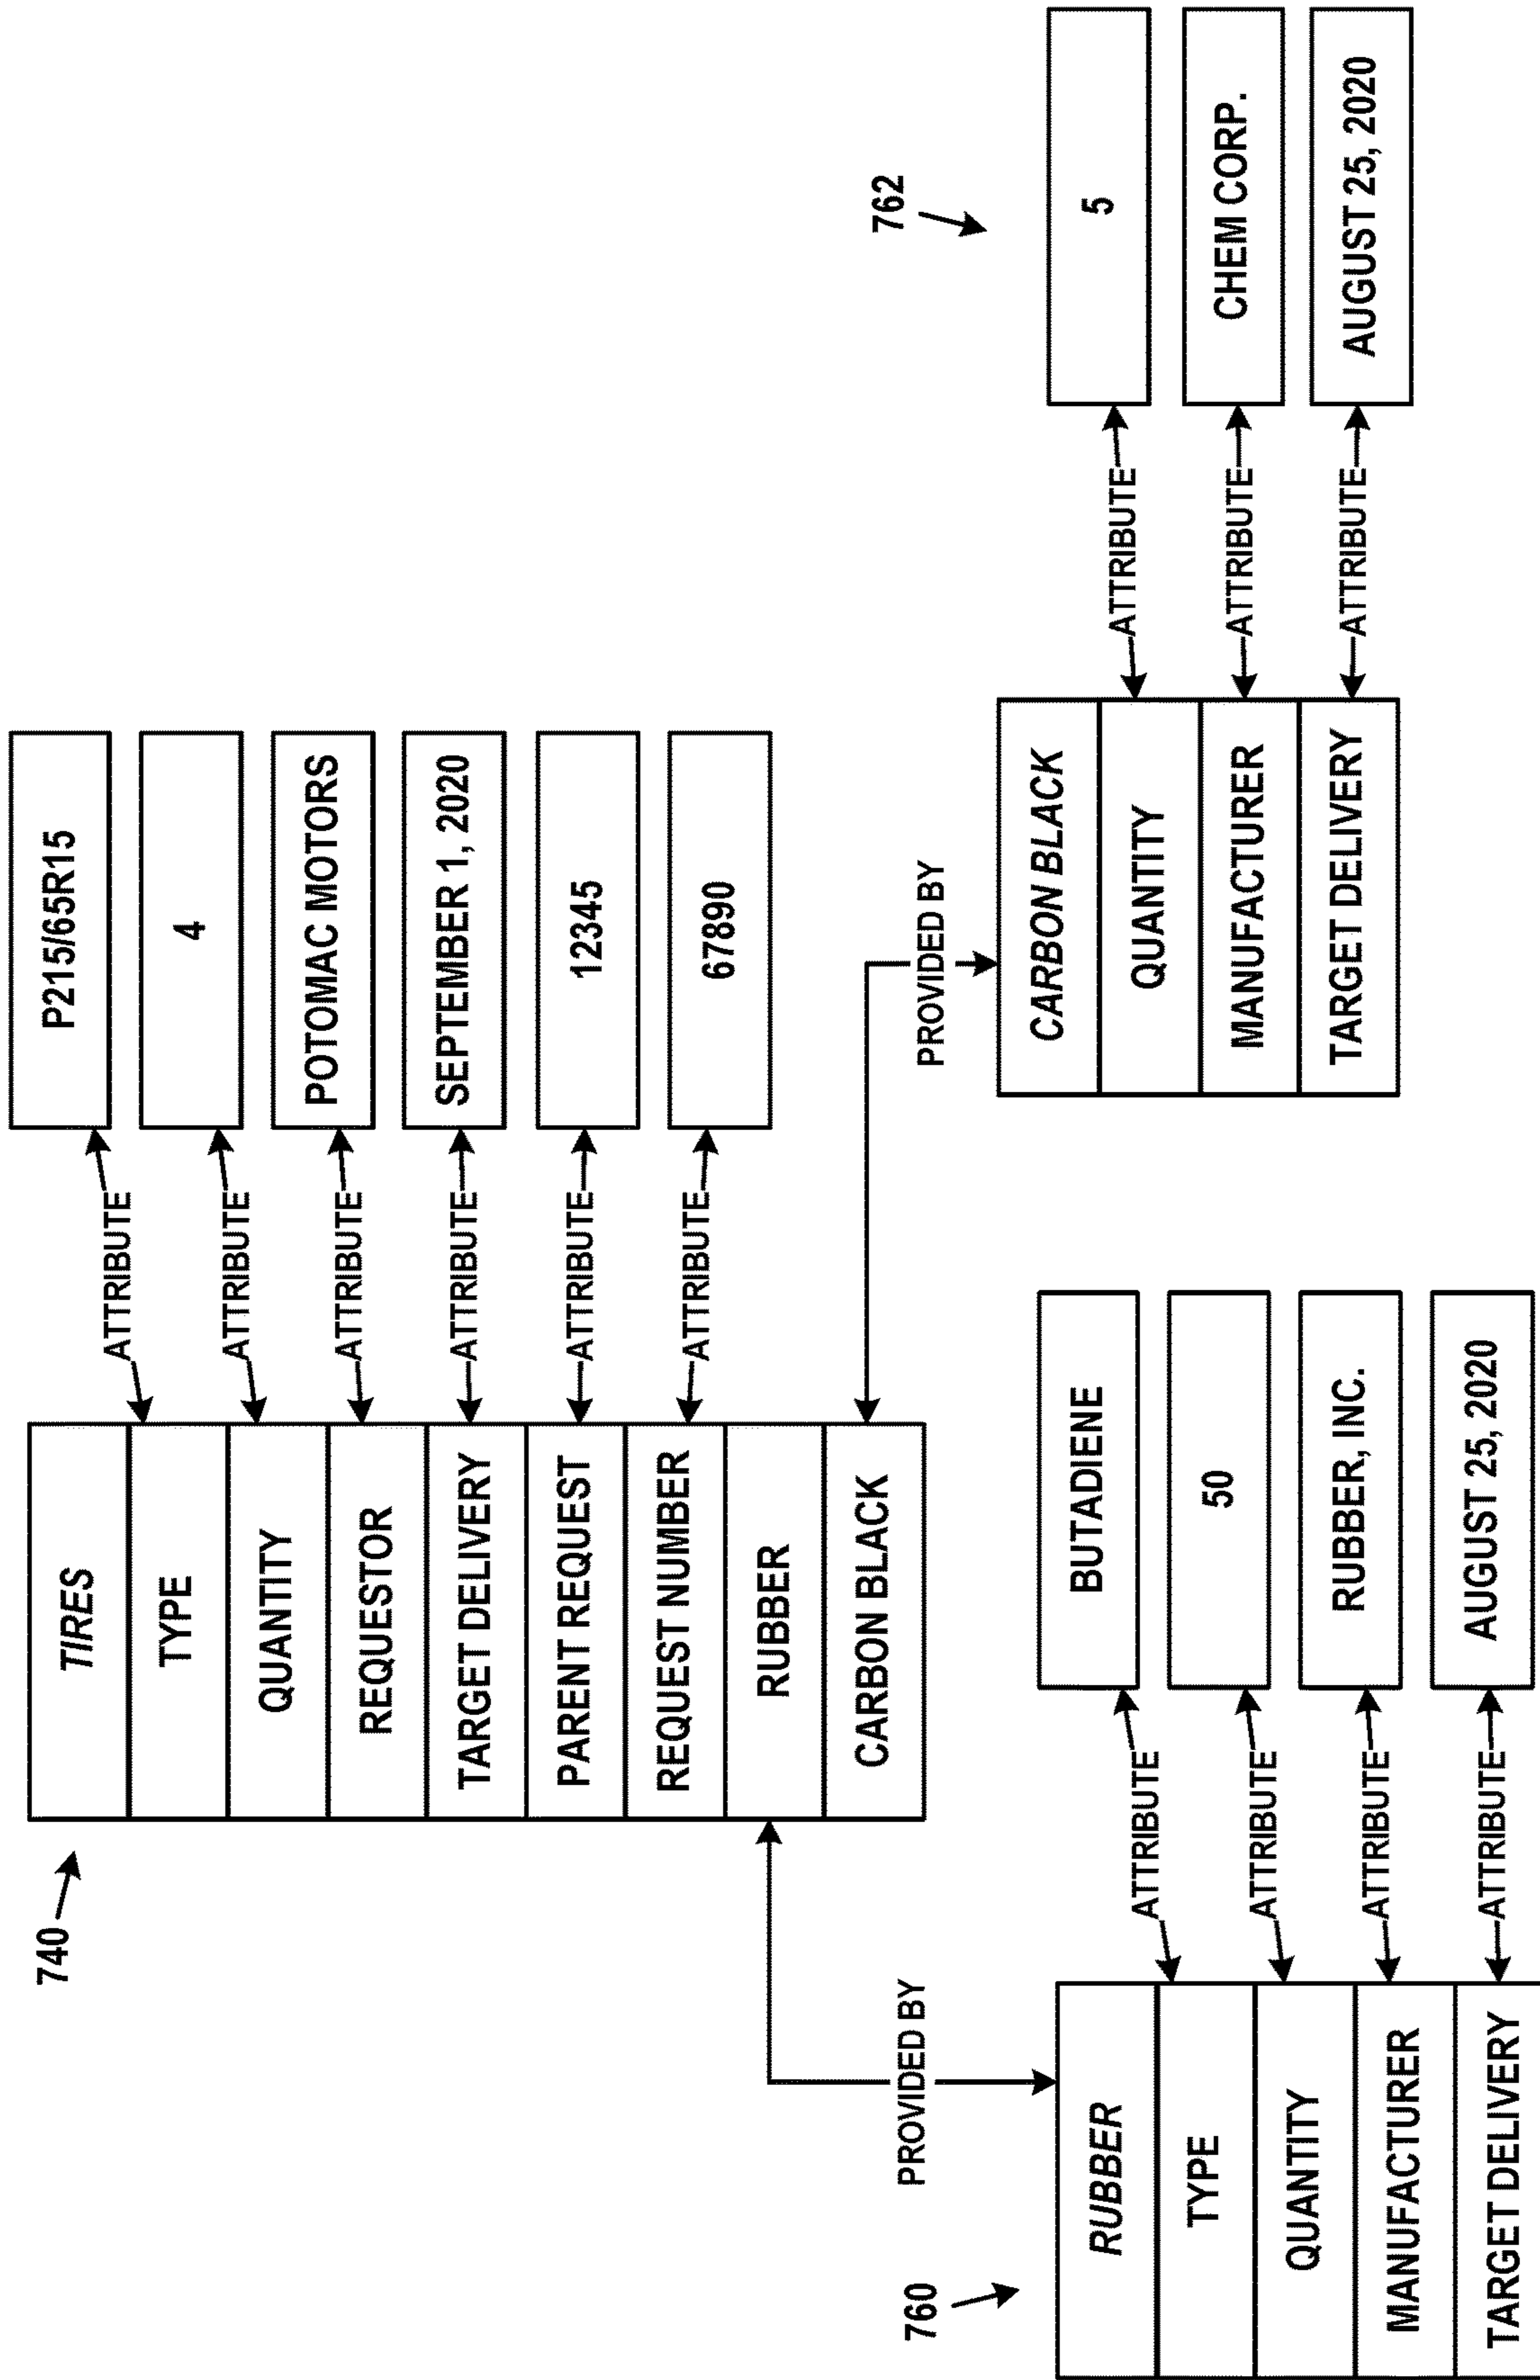 740
TIRES
TYPE
QUANTITY
REQUESTOR
TARGET DELIVERY
PARENT REQUEST
REQUEST NUMBER
RUBBER
CARBON BLACK
ATTRIBUTE
ATTRIBUTE
ATTRIBUTE
ATTRIBUTE
ATTRIBUTE
ATTRIBUTE
P215/65R15
4
POTOMAC MOTORS
SEPTEMBER 1, 2020
12345
67890
PROVIDED BY
PROVIDED BY
760
RUBBER
TYPE
QUANTITY
MANUFACTURER
TARGET DELIVERY
ATTRIBUTE
ATTRIBUTE
ATTRIBUTE
ATTRIBUTE
BUTADIENE
50
RUBBER, INC.
AUGUST 25, 2020
762
CARBON BLACK
QUANTITY
MANUFACTURER
TARGET DELIVERY
ATTRIBUTE
ATTRIBUTE
ATTRIBUTE
5
CHEM CORP.
AUGUST 25, 2020